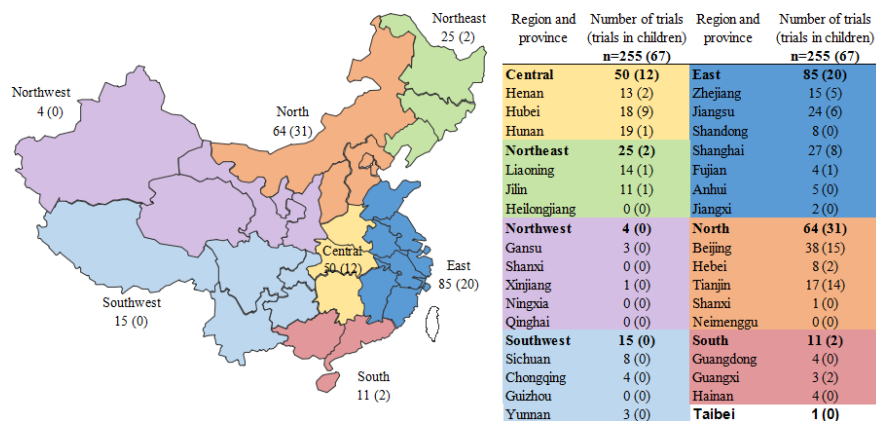 Northeast
25 (2)
Northwest
4 (0)
North
64 (31)
Central
50 (12)
East
85 (20)
Southwest
15 (0)
South
11 (2)
Region and province Number of trials (trials in children) n=255 (67) Region and province Number of trials (trials in children) n=255 (67)
Central 50 (12) East 85 (20)
Henan 13 (2) Zhejiang 15 (5)
Hubei 18 (9) Jiangsu 24 (6)
Hunan 19 (1) Shandong 8 (0)
Northeast 25 (2) Shanghai 27 (8)
Liaoning 14 (1) Fujian 4 (1)
Jilin 11 (1) Anhui 5 (0)
Heilongjiang 0 (0) Jiangxi 2 (0)
Northwest 4 (0) North 64 (31)
Gansu 3 (0) Beijing 38 (15)
Shanxi 0 (0) Hebei 8 (2)
Xinjiang 1 (0) Tianjin 17 (14)
Ningxia 0 (0) Shanxi 1 (0)
Qinghai 0 (0) Neimenggu 0 (0)
Southwest 15 (0) South 11 (2)
Sichuan 8 (0) Guangdong 4 (0)
Chongqing 4 (0) Guangxi 3 (2)
Guizhou 0 (0) Hainan 4 (0)
Yunnan 3 (0) Taibei 1 (0)